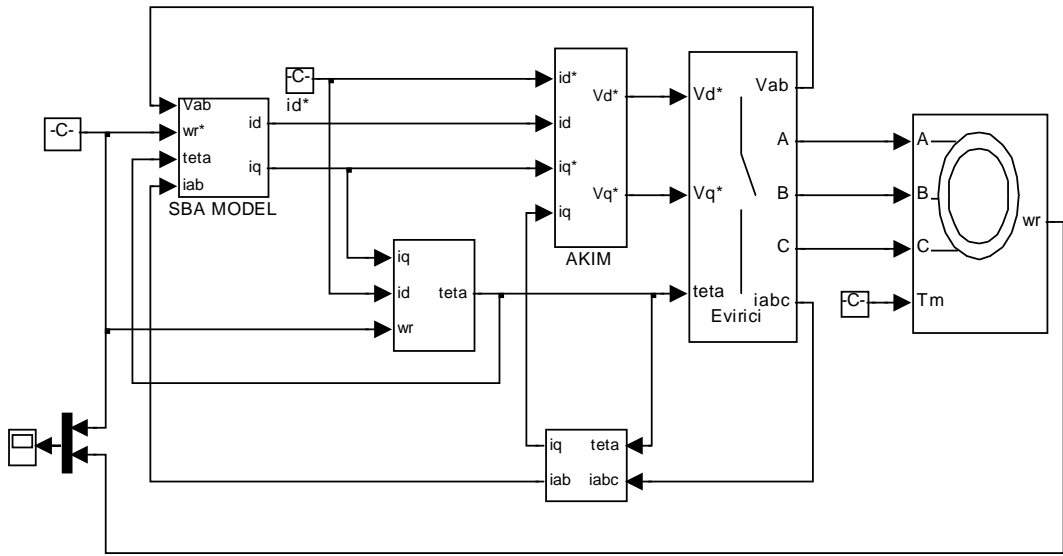 -C-
Vab
wr*
teta
iab
id
iq
SBA MODEL
-C-
id*
id*
id
iq*
iq
Vd*
Vq*
AKIM
Vd*
Vq*
teta
Vab
A
B
C
iabc
Evirici
A
B
C
Tm
wr
-C-
iq
id
wr
teta
iq
iab
teta
iabc